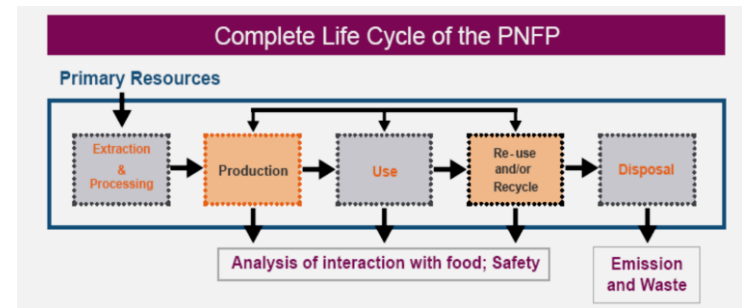 Complete Life Cycle of the PNFP
Primary Resources
Extraction
&
Processing
Production
Use
Re-use
and/or
Recycle
Disposal
Analysis of interaction with food; Safety
Emission
and Waste